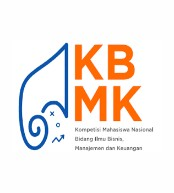 KB
MK
Kompetisi Mahasiswa Nasional
Bidang Ilmu Bisnis,
Manajemen dan Keuangan